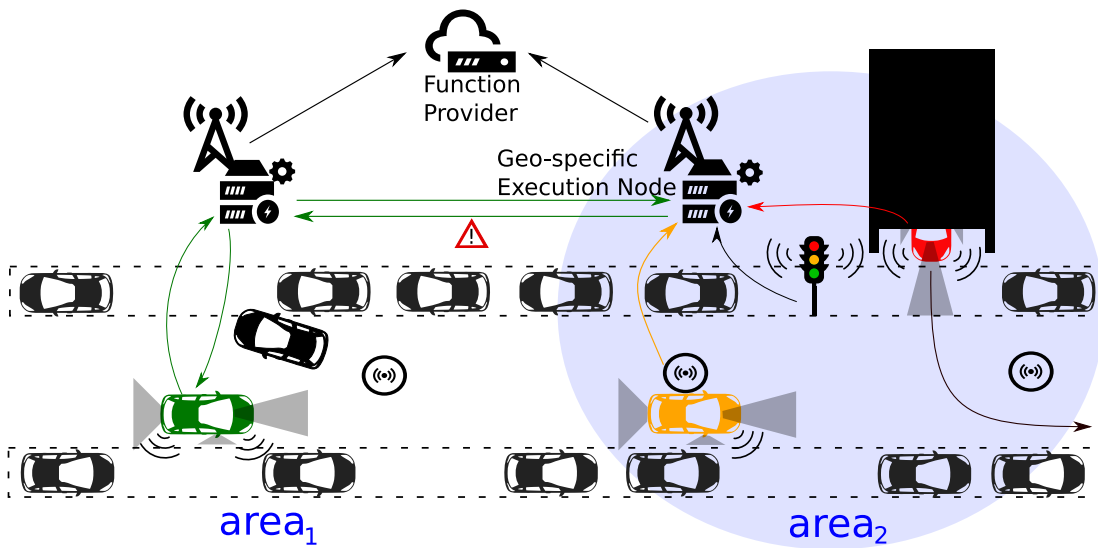 Function
Provider
Geo-specific
Execution Node
!
area1
area2